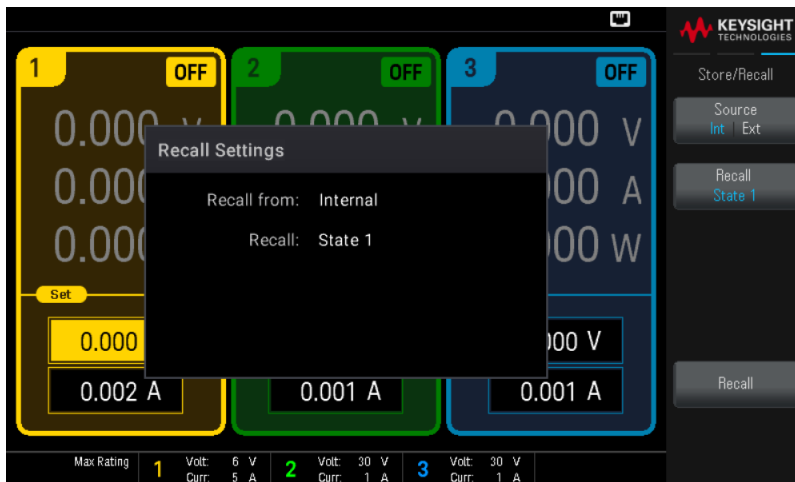 KEYSIGHT
TECHNOLOGIES
1 OFF 2 OFF 3 OFF
Store/Recall
Source
Int Ext
0.000 V 0.000 V 0.000 V
Recall Settings
Recall
State 1
Recall from: Internal
A
Recall: State 1
W
Set
0.000 V
0.002 A 0.001 A 0.001 A
Recall
Max Rating 1 Volt: 6 V 2 Volt: 30 V 3 Volt: 30 V
Curr: 5 A Curr: 1 A Curr: 1 A